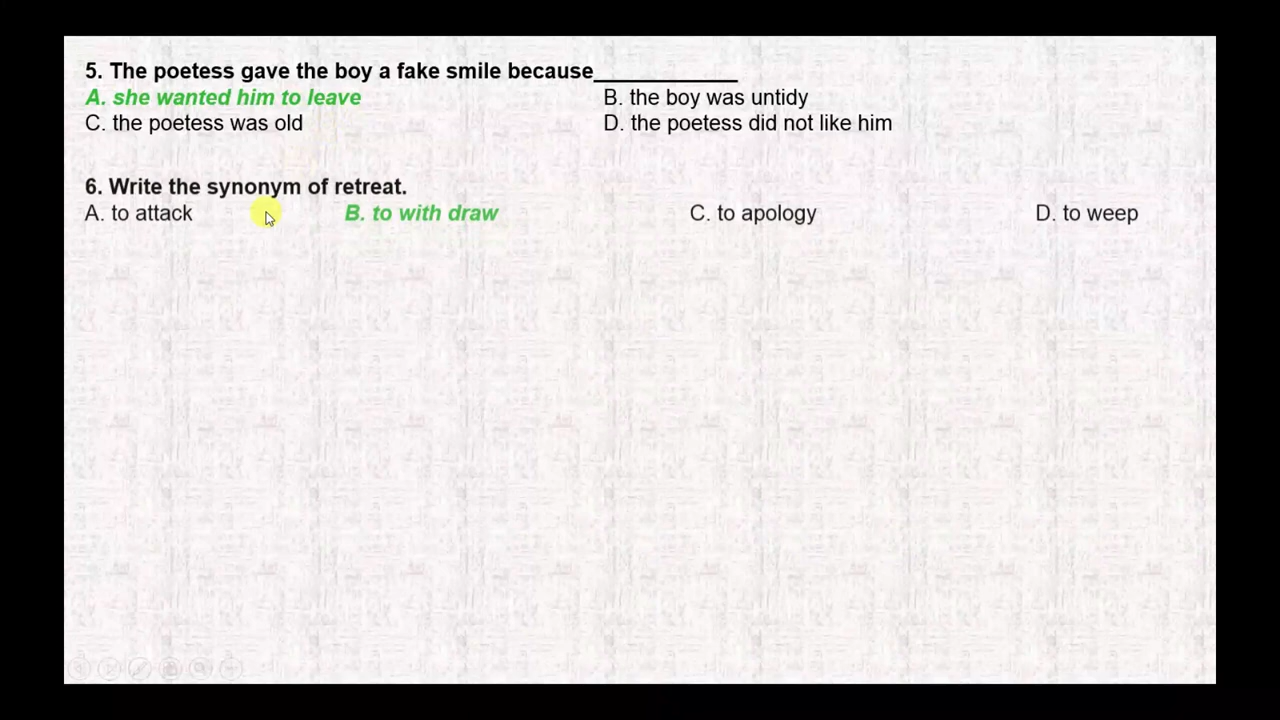 5. The poetess gave the boy a fake smile because____________
A. she wanted him to leave B. the boy was untidy
C. the poetess was old D. the poetess did not like him
6. Write the synonym of retreat.
A. to attack B. to with draw C. to apology D. to weep